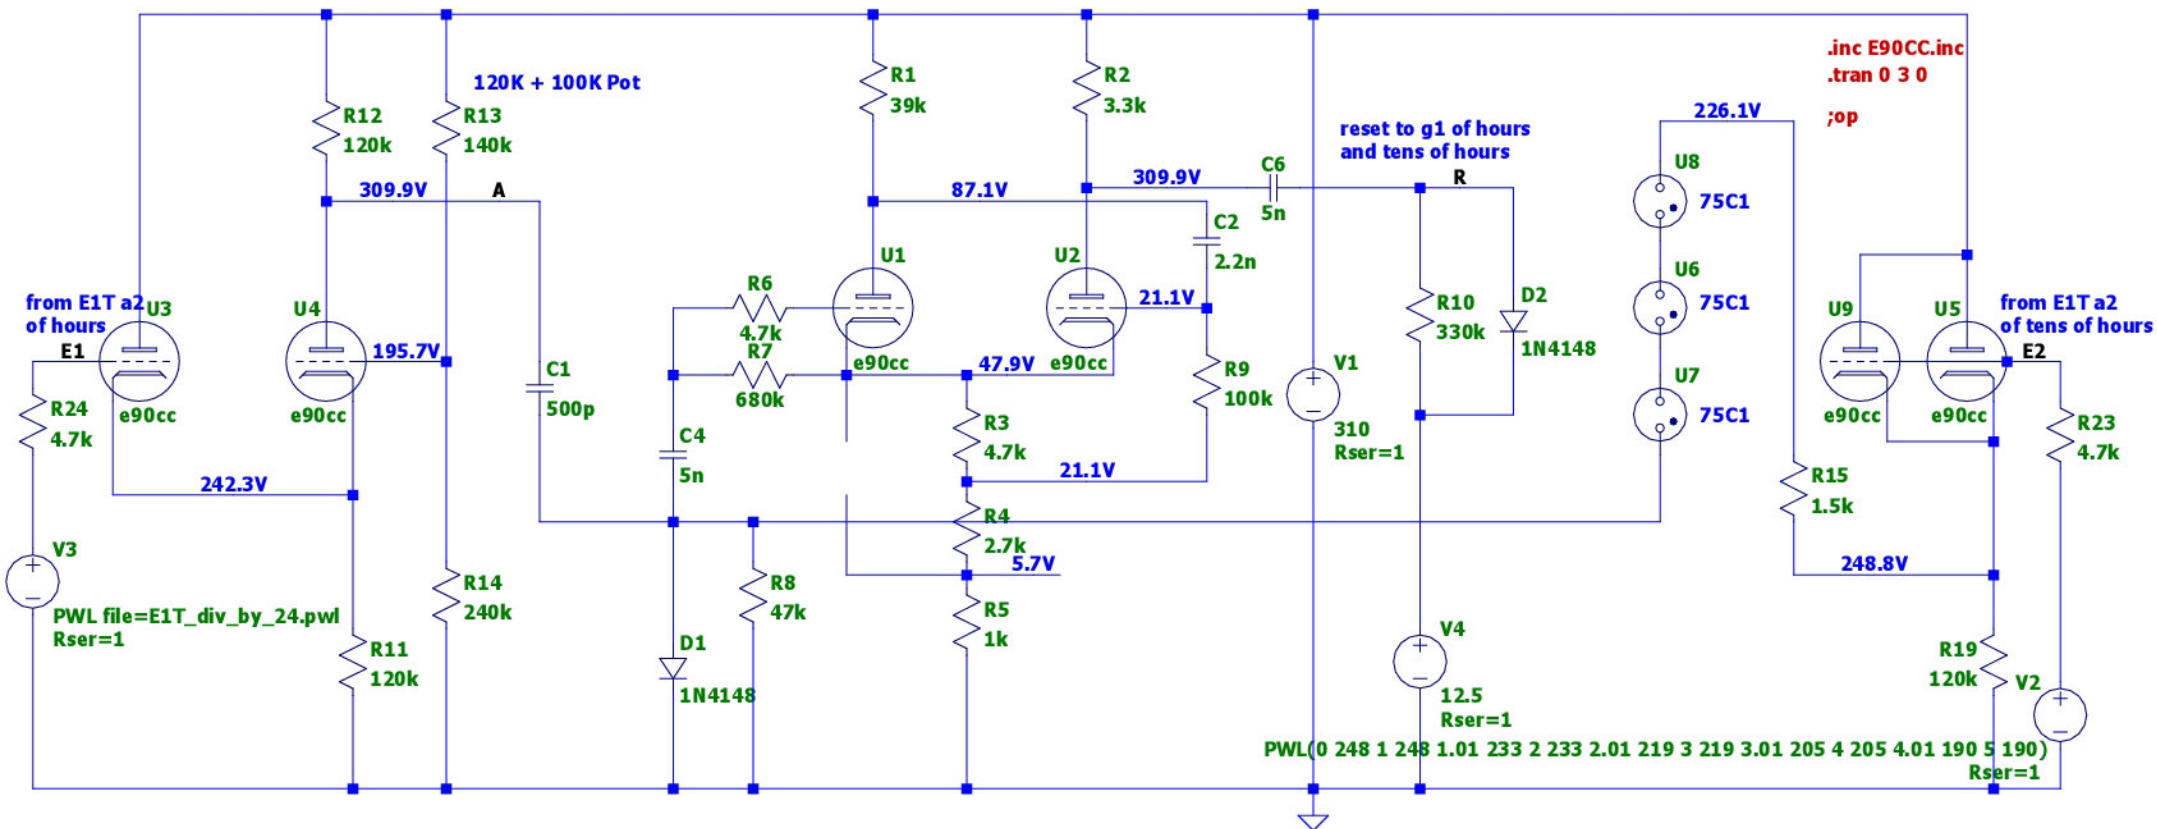 .inc E90CC.inc
.tran 0 3 0
;op
120K + 100K Pot
R12
120k
R13
140k
R1
39k
R2
3.3k
reset to g1 of hours
and tens of hours
226.1V
U8
75C1
309.9V
A
87.1V
309.9V
C6
5n
R
C2
2.2n
U1
e90cc
U2
e90cc
21.1V
R6
4.7k
R7
680k
from E1T a2
of hours
E1
U3
e90cc
U4
e90cc
195.7V
C1
500p
47.9V
R9
100k
V1
310
Rser=1
R10
330k
D2
1N4148
U6
75C1
U7
75C1
U9
e90cc
U5
e90cc
from E1T a2
of tens of hours
E2
R24
4.7k
C4
5n
R3
4.7k
21.1V
R23
4.7k
R15
1.5k
242.3V
R4
2.7k
5.7V
248.8V
V3
PWL file=E1T_div_by_24.pwl
Rser=1
R14
240k
R8
47k
R5
1k
R11
120k
D1
1N4148
V4
12.5
Rser=1
R19
120k
V2
PWL(0 248 1 248 1.01 233 2 233 2.01 219 3 219 3.01 205 4 205 4.01 190 5 190)
Rser=1